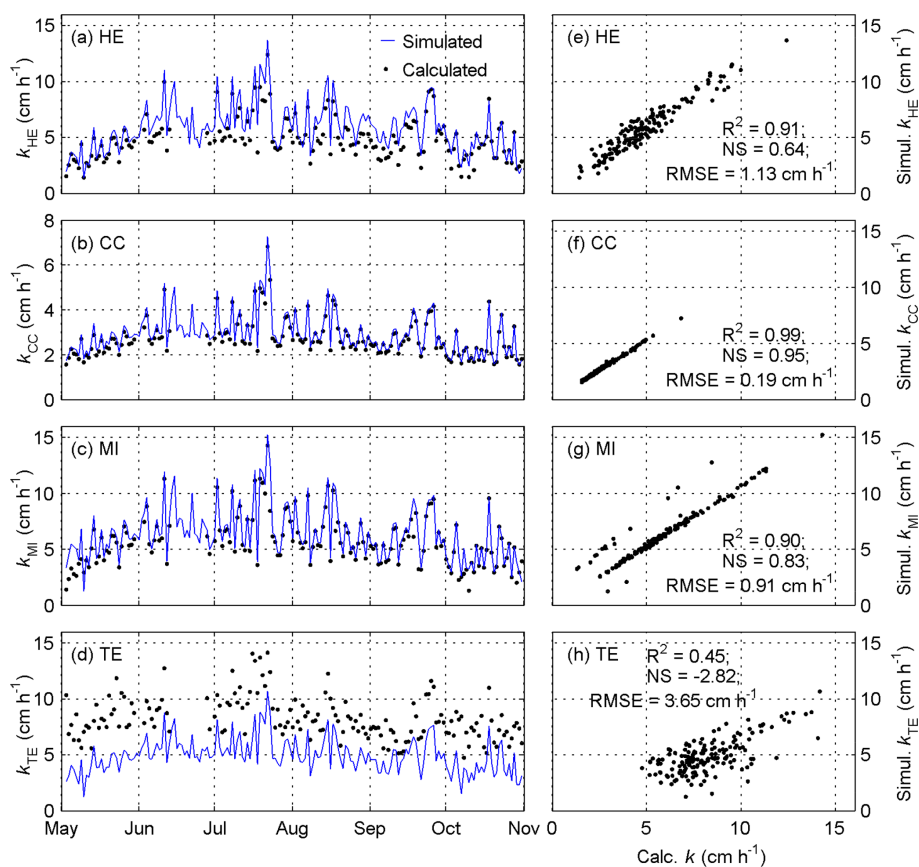 (a) HE
Simulated
Calculated
15
10
5
0
k_HE (cm h⁻¹)
(e) HE
R² = 0.91;
NS = 0.64;
RMSE = 1.13 cm h⁻¹
15
10
5
0
Simul. k_HE (cm h⁻¹)
(b) CC
8
6
4
2
0
k_CC (cm h⁻¹)
(f) CC
R² = 0.99;
NS = 0.95;
RMSE = 0.19 cm h⁻¹
15
10
5
0
Simul. k_CC (cm h⁻¹)
(c) MI
15
10
5
0
k_MI (cm h⁻¹)
(g) MI
R² = 0.90;
NS = 0.83;
RMSE = 0.91 cm h⁻¹
15
10
5
0
Simul. k_MI (cm h⁻¹)
(d) TE
15
10
5
0
k_TE (cm h⁻¹)
May Jun Jul Aug Sep Oct Nov
(h) TE
R² = 0.45;
NS = -2.82;
RMSE = 3.65 cm h⁻¹
15
10
5
0
Simul. k_TE (cm h⁻¹)
0 5 10 15
Calc. k (cm h⁻¹)